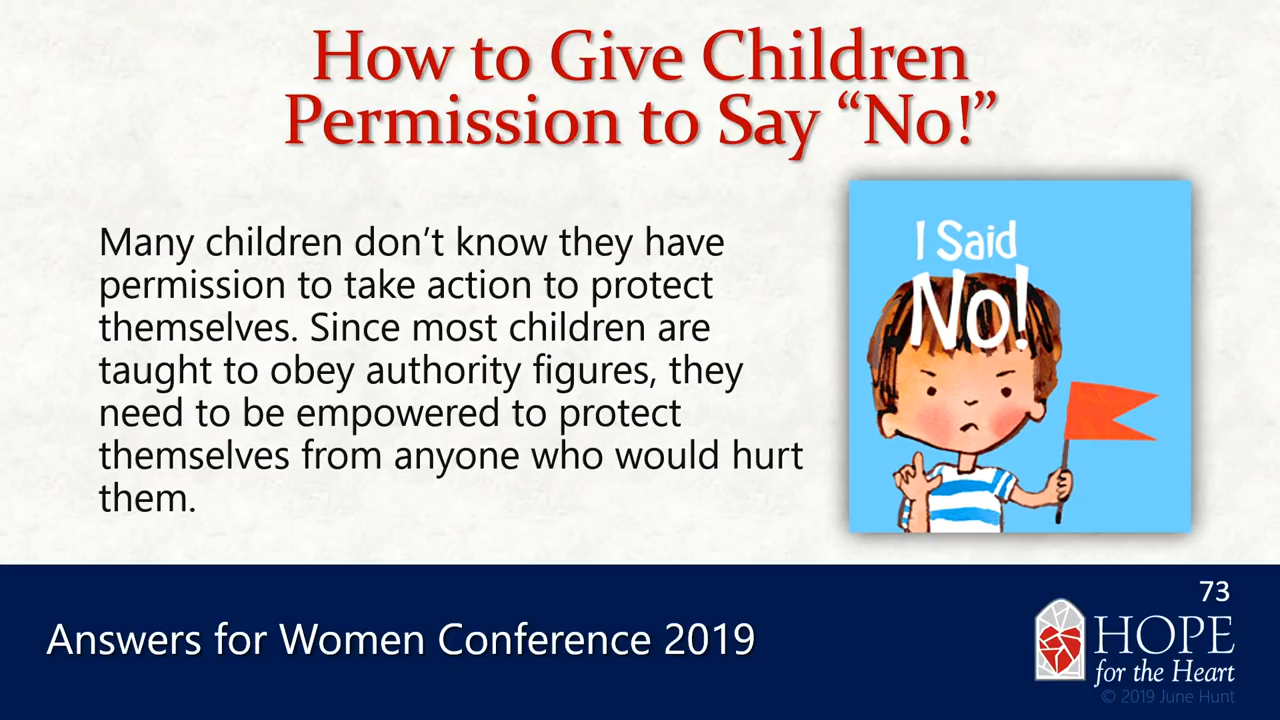 How to Give Children
Permission to Say “No!”
Many children don’t know they have
permission to take action to protect
themselves. Since most children are
taught to obey authority figures, they
need to be empowered to protect
themselves from anyone who would hurt
them.
I Said
No!
73
Answers for Women Conference 2019
HOPE
for the Heart
© 2019 June Hunt